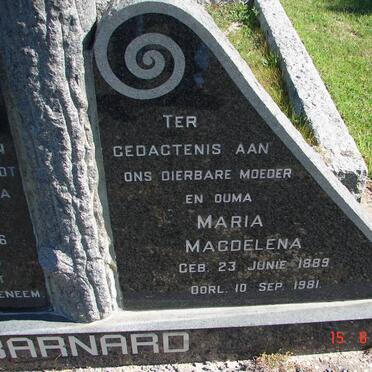 TER
GEDACTENIS AAN
ONS DIERBARE MOEDER
EN OUMA
MARIA
MAGDELENA
GEB. 23 JUNIE 1889
OORL. 10 SEP. 1981.
BARNARD